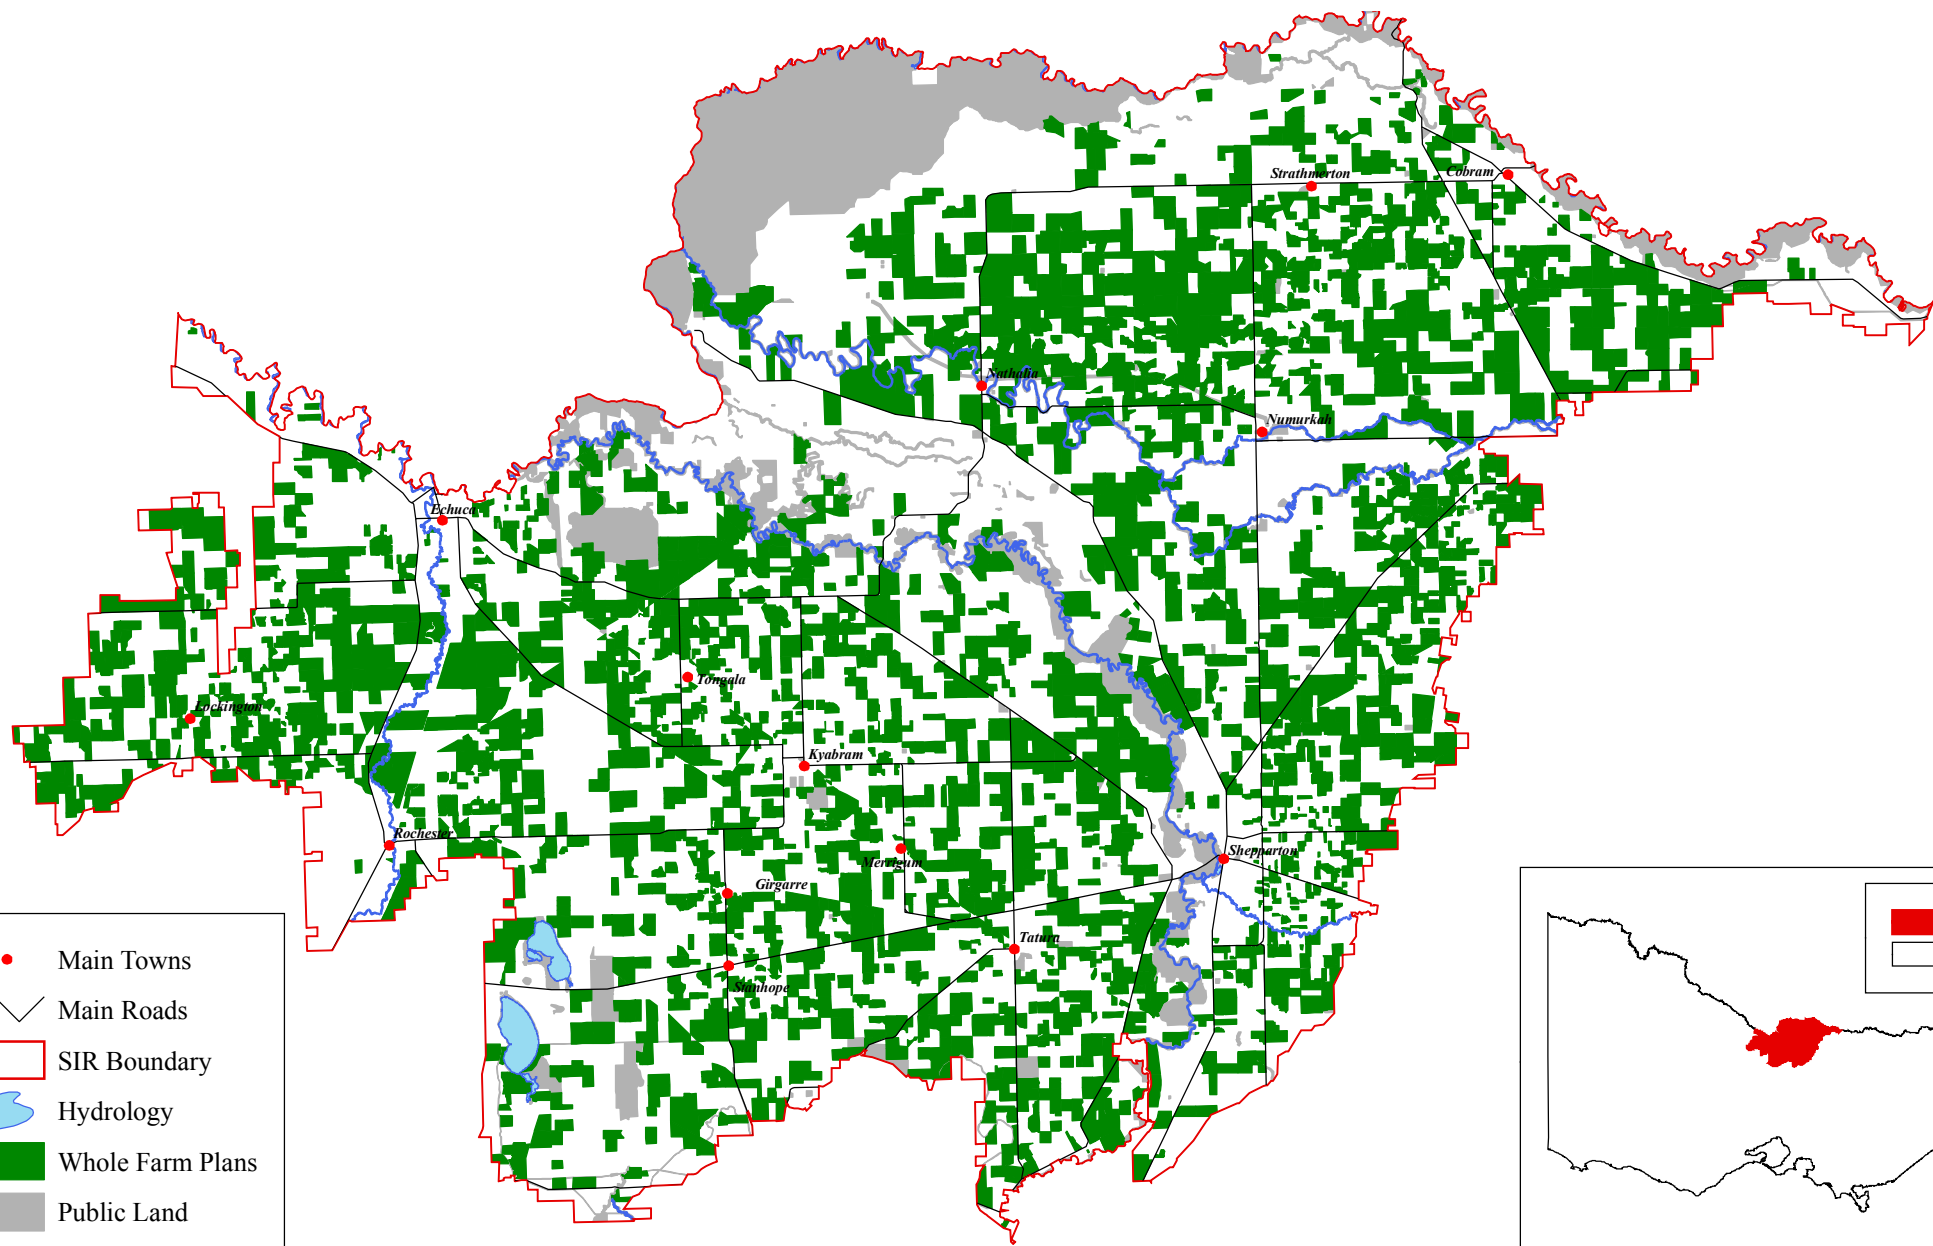 Strathmerton
Cobram
Nathalia
Numurkah
Echuca
Tongala
Lockington
Kyabram
Rochester
Merrigum
Shepparton
Girgarre
Tatura
Stanhope
Main Towns
Main Roads
SIR Boundary
Hydrology
Whole Farm Plans
Public Land